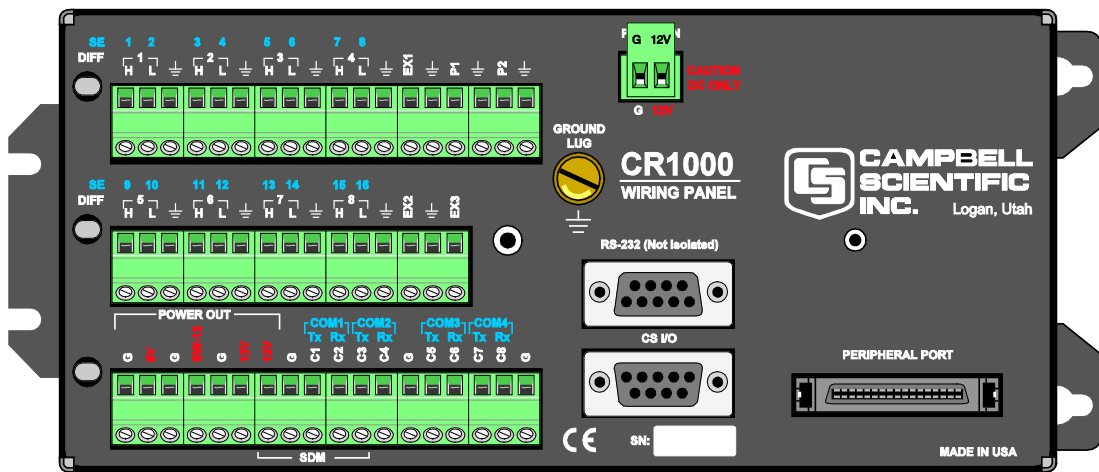 SE 1 2 3 4 5 6 7 8
DIFF 1 2 3 4
H L H L H L H L EX1 P1 P2
G 12V
CAUTION
DC ONLY
G 12V
GROUND
LUG
CR1000
WIRING PANEL
CS
CAMPBELL
SCIENTIFIC
INC.
Logan, Utah
SE 9 10 11 12 13 14 15 16
DIFF 5 6 7 8
H L H L H L H L EX2 EX3
RS-232 (Not Isolated)
POWER OUT
COM1 COM2 COM3 COM4
Tx Rx Tx Rx Tx Rx Tx Rx
G 5V G SW-12 G 12V 12V G C1 C2 C3 C4 G C5 C6 C7 C8 G
SDM
CS I/O
PERIPHERAL PORT
CE
SN:
MADE IN USA